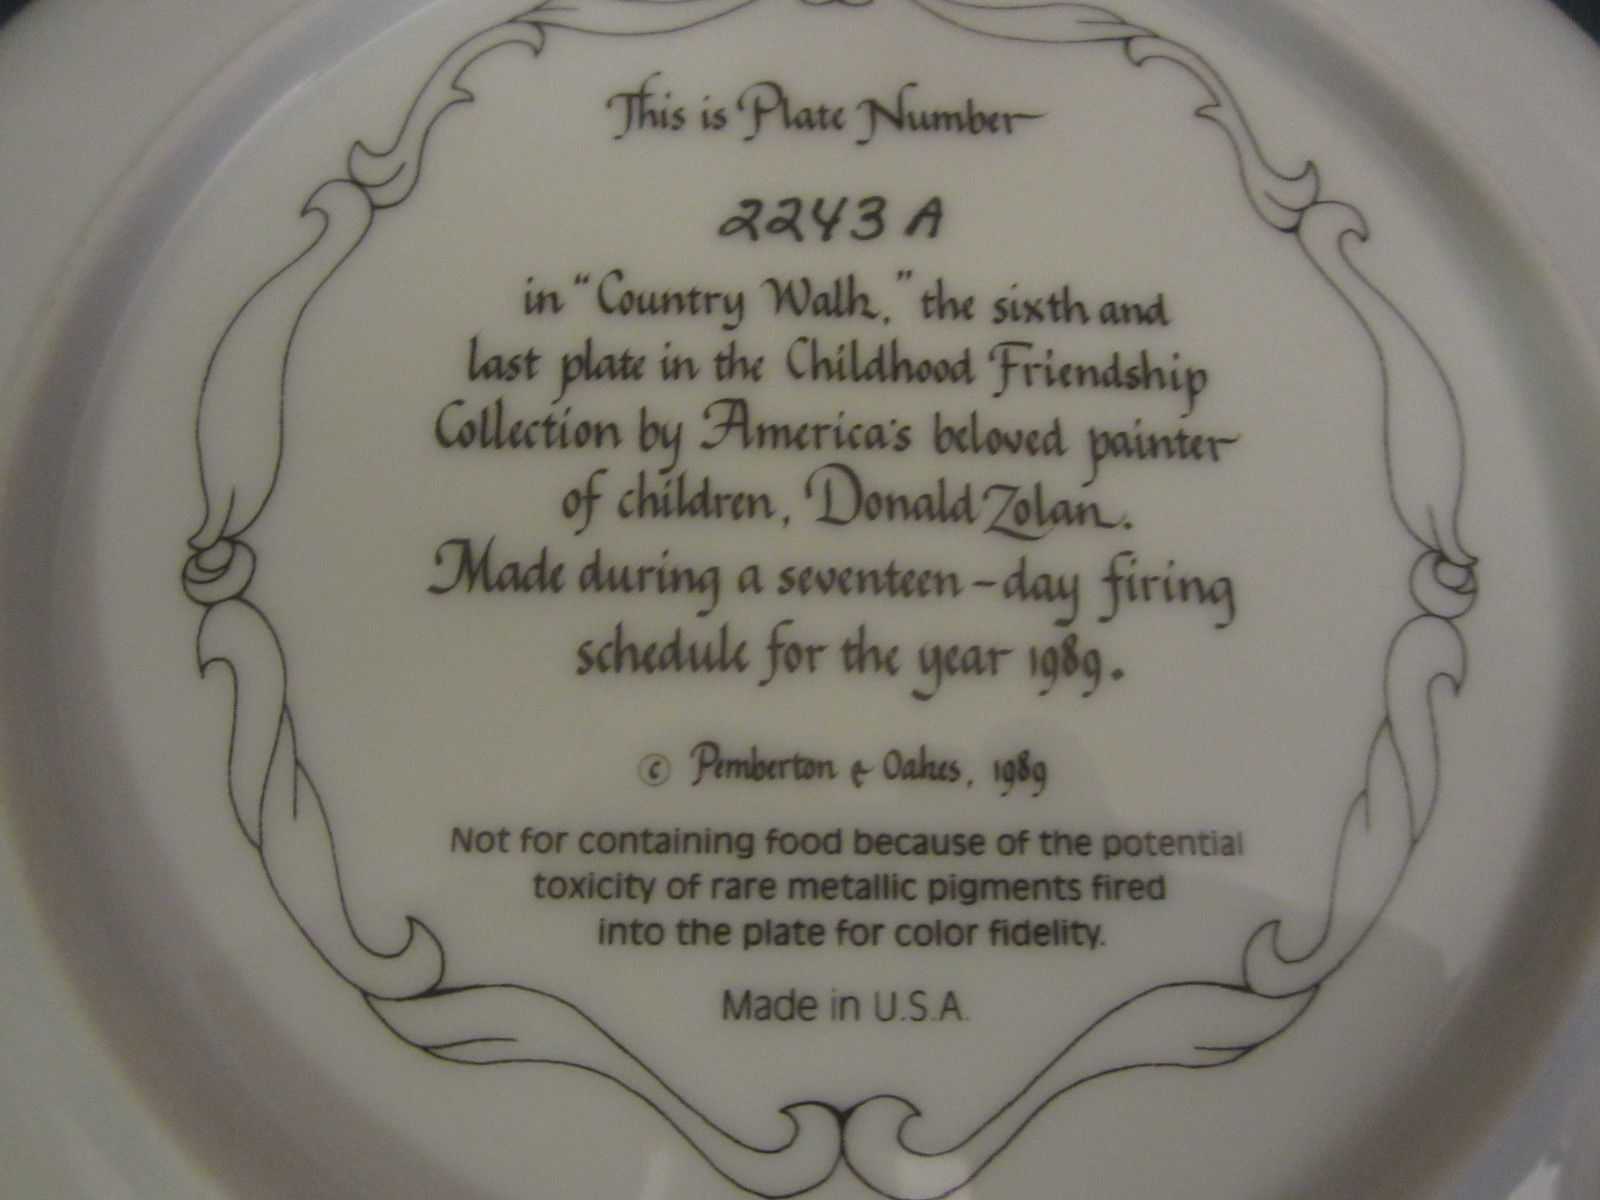 This is Plate Number
2243 A
in "Country Walk," the sixth and
last plate in the Childhood Friendship
Collection by America's beloved painter
of children, Donald Zolan.
Made during a seventeen-day firing
schedule for the year 1989.
© Pemberton & Oakes, 1989
Not for containing food because of the potential
toxicity of rare metallic pigments fired
into the plate for color fidelity.
Made in U.S.A.